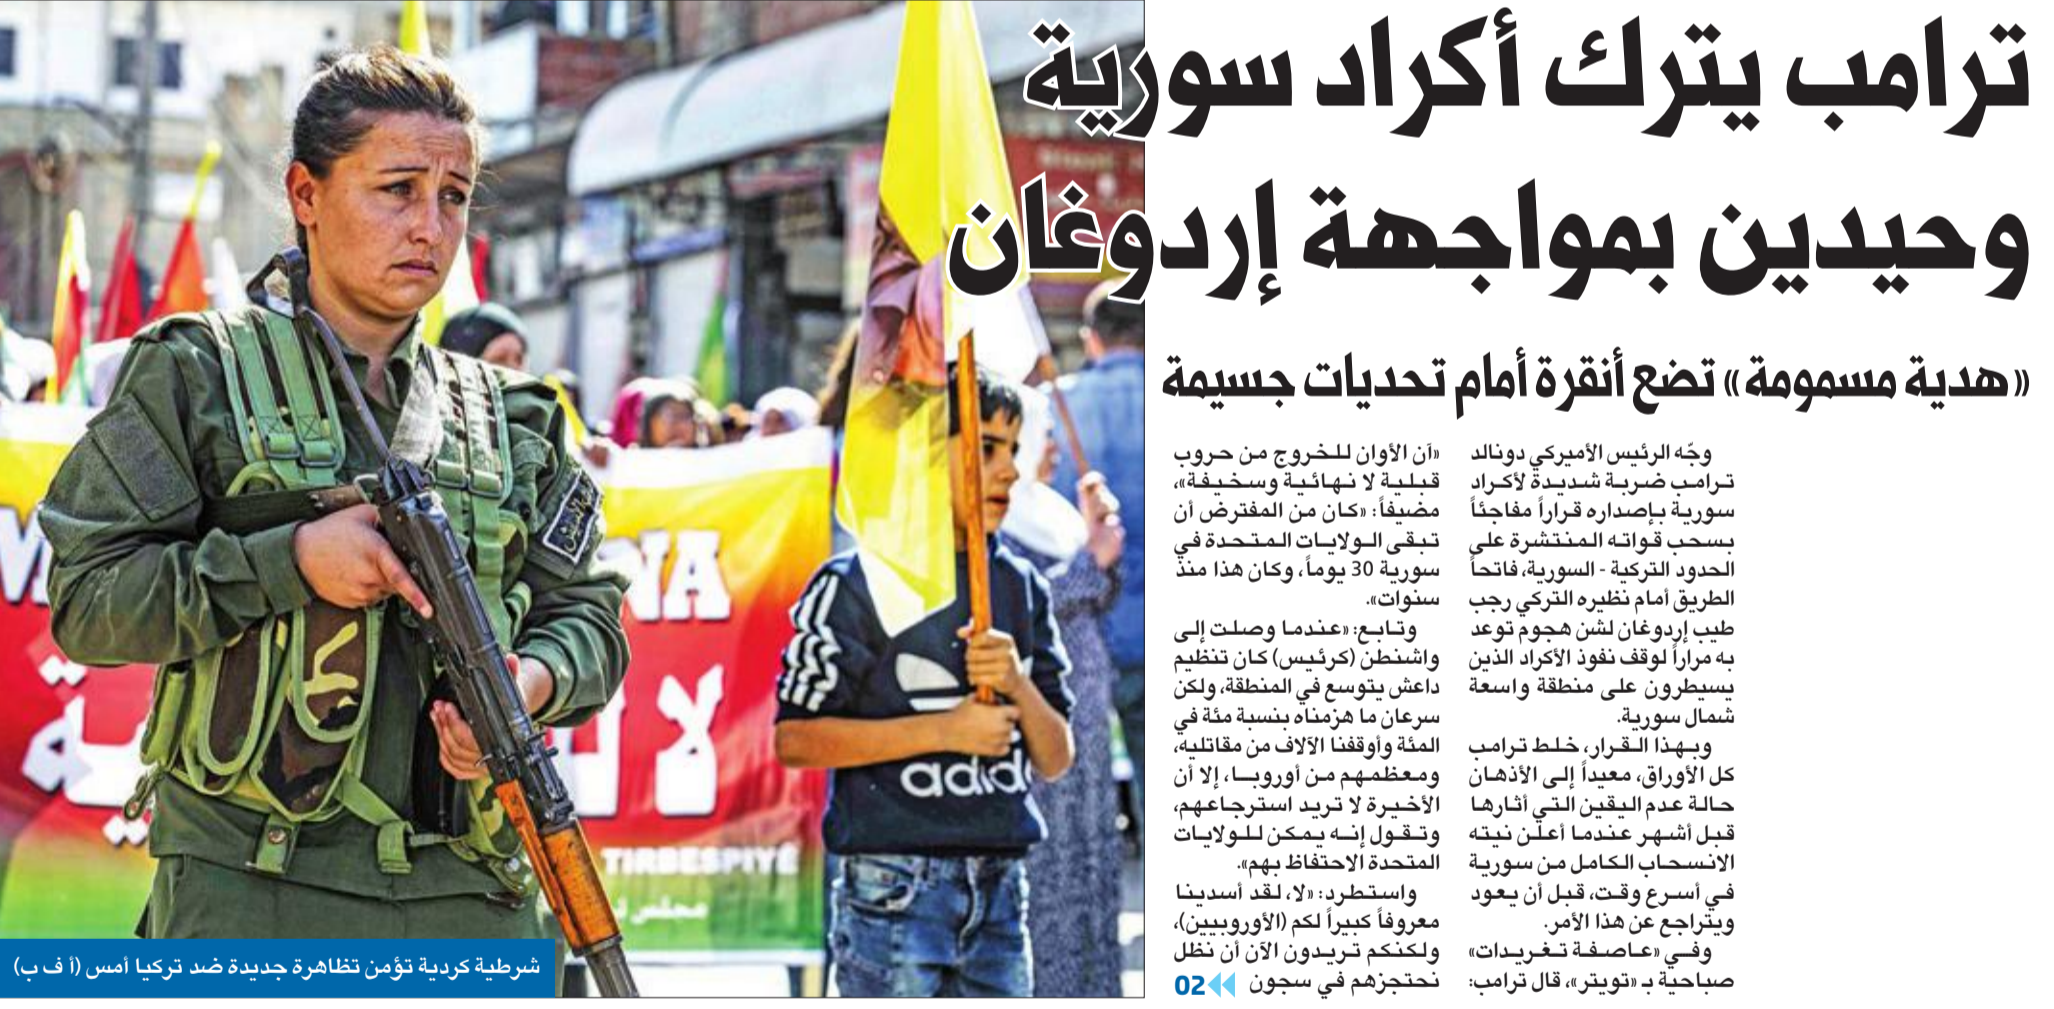 ترامب يترك أكراد سورية
وحيدين بمواجهة إردوغان
«هدية مسمومة» تضع أنقرة أمام تحديات جسيمة
وجّه الرئيس الأميركي دونالد
ترامب ضربة شديدة لأكراد
سورية بإصداره قراراً مفاجئاً
بسحب قواته المنتشرة على
الحدود التركية - السورية، فاتحاً
الطريق أمام نظيره التركي رجب
طيب إردوغان لشن هجوم توعد
به مراراً لوقف نفوذ الأكراد الذين
يسيطرون على منطقة واسعة
شمال سورية.
وبهذا القرار، خلط ترامب
كل الأوراق، معيداً إلى الأذهان
حالة عدم اليقين التي أثارها
قبل أشهر عندما أعلن نيته
الانسحاب الكامل من سورية
في أسرع وقت، قبل أن يعود
ويتراجع عن هذا الأمر.
وفي «عاصفة تغريدات»
صباحية بـ «تويتر»، قال ترامب:
«آن الأوان للخروج من حروب
قبلية لا نهائية وسخيفة»،
مضيفاً: «كان من المفترض أن
تبقى الولايات المتحدة في
سورية 30 يوماً، وكان هذا منذ
سنوات».
وتابع: «عندما وصلت إلى
واشنطن (كرئيس) كان تنظيم
داعش يتوسع في المنطقة، ولكن
سرعان ما هزمناه بنسبة مئة في
المئة وأوقفنا الآلاف من مقاتليه،
ومعظمهم من أوروبا، إلا أن
الأخيرة لا تريد استرجاعهم،
وتقول إنه يمكن للولايات
المتحدة الاحتفاظ بهم».
واستطرد: «لا، لقد أسدينا
معروفاً كبيراً لكم (الأوروبيين)،
ولكنكم تريدون الآن أن نظل
نحتجزهم في سجون
02
NA
لا
TIRBESPIYÊ
مجلس
شرطية كردية تؤمن تظاهرة جديدة ضد تركيا أمس (أ ف ب)